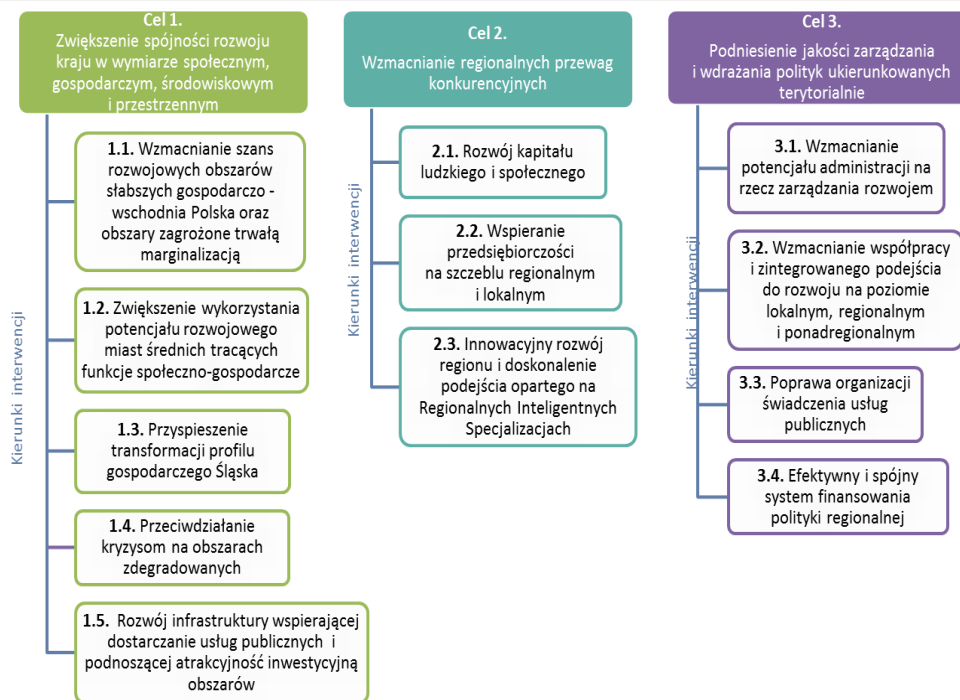 Cel 1.
Zwiększenie spójności rozwoju
kraju w wymiarze społecznym,
gospodarczym, środowiskowym
i przestrzennym
Kierunki interwencji
1.1. Wzmacnianie szans
rozwojowych obszarów
słabszych gospodarczo -
wschodnia Polska oraz
obszary zagrożone trwałą
marginalizacją
1.2. Zwiększenie wykorzystania
potencjału rozwojowego
miast średnich tracących
funkcje społeczno-gospodarcze
1.3. Przyspieszenie
transformacji profilu
gospodarczego Śląska
1.4. Przeciwdziałanie
kryzysom na obszarach
zdegradowanych
1.5. Rozwój infrastruktury wspierającej
dostarczanie usług publicznych i
podnoszącej atrakcyjność inwestycyjną
obszarów
Cel 2.
Wzmacnianie regionalnych przewag
konkurencyjnych
Kierunki interwencji
2.1. Rozwój kapitału
ludzkiego i społecznego
2.2. Wspieranie
przedsiębiorczości
na szczeblu regionalnym
i lokalnym
2.3. Innowacyjny rozwój
regionu i doskonalenie
podejścia opartego na
Regionalnych Inteligentnych
Specjalizacjach
Cel 3.
Podniesienie jakości zarządzania
i wdrażania polityk ukierunkowanych
terytorialnie
Kierunki interwencji
3.1. Wzmacnianie
potencjału administracji na
rzecz zarządzania rozwojem
3.2. Wzmacnianie współpracy
i zintegrowanego podejścia
do rozwoju na poziomie
lokalnym, regionalnym
i ponadregionalnym
3.3. Poprawa organizacji
świadczenia usług
publicznych
3.4. Efektywny i spójny
system finansowania
polityki regionalnej